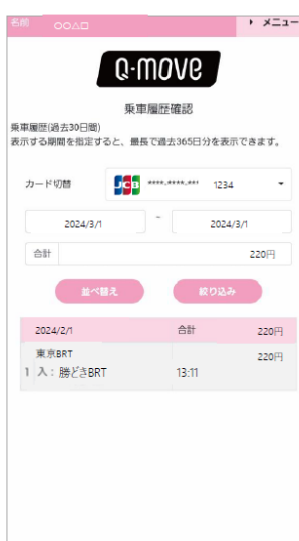 名前 ○○△□ メニュー
Q-move
乗車履歴確認
乗車履歴(過去30日間)
表示する期間を指定すると、最長で過去365日分を表示できます。
カード切替 JCB ****-****-**** 1234
2024/3/1 ~ 2024/3/1
合計 220円
並べ替え 絞り込み
2024/2/1 合計 220円
東京BRT 220円
1 入：勝どきBRT 13:11